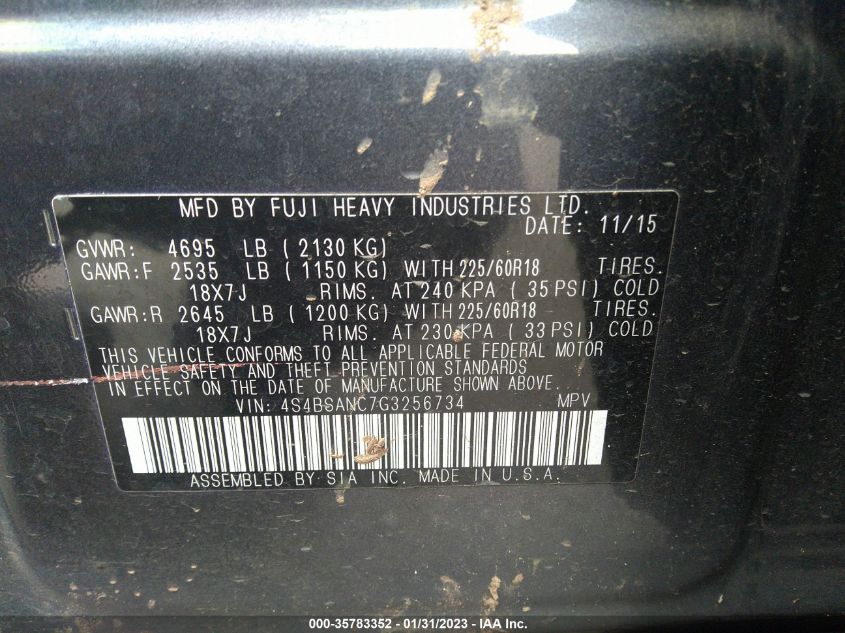 MFD BY FUJI HEAVY INDUSTRIES LTD.
DATE: 11/15
GVWR: 4695 LB (2130 KG)
GAWR:F 2535 LB (1150 KG) WITH 225/60R18 TIRES.
18X7J RIMS. AT 240 KPA (35 PSI) COLD
GAWR:R 2645 LB (1200 KG) WITH 225/60R18 TIRES.
18X7J RIMS. AT 230 KPA (33 PSI) COLD
THIS VEHICLE CONFORMS TO ALL APPLICABLE FEDERAL MOTOR
VEHICLE SAFETY AND THEFT PREVENTION STANDARDS
IN EFFECT ON THE DATE OF MANUFACTURE SHOWN ABOVE.
VIN: 4S4BSANC7G3256734 MPV
ASSEMBLED BY SIA INC. MADE IN U.S.A.
000-35783352 - 01/31/2023 - IAA Inc.